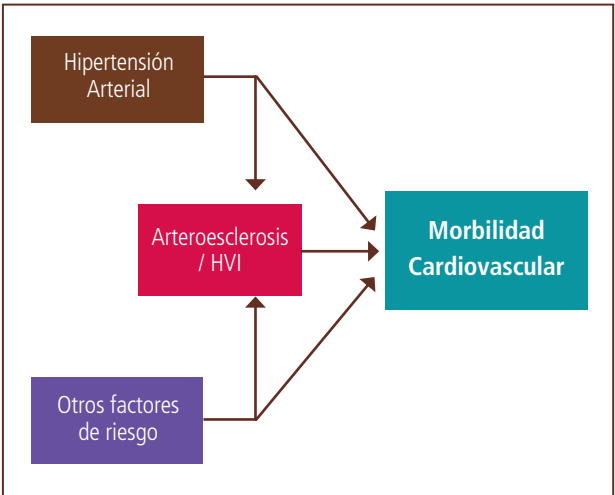 Hipertensión
Arterial
Arteroesclerosis
/ HVI
Morbilidad
Cardiovascular
Otros factores
de riesgo